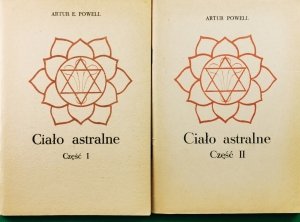 ARTUR E. POWELL
Ciało astralne
Część I
ARTUR POWELL
Ciało astralne
Część II